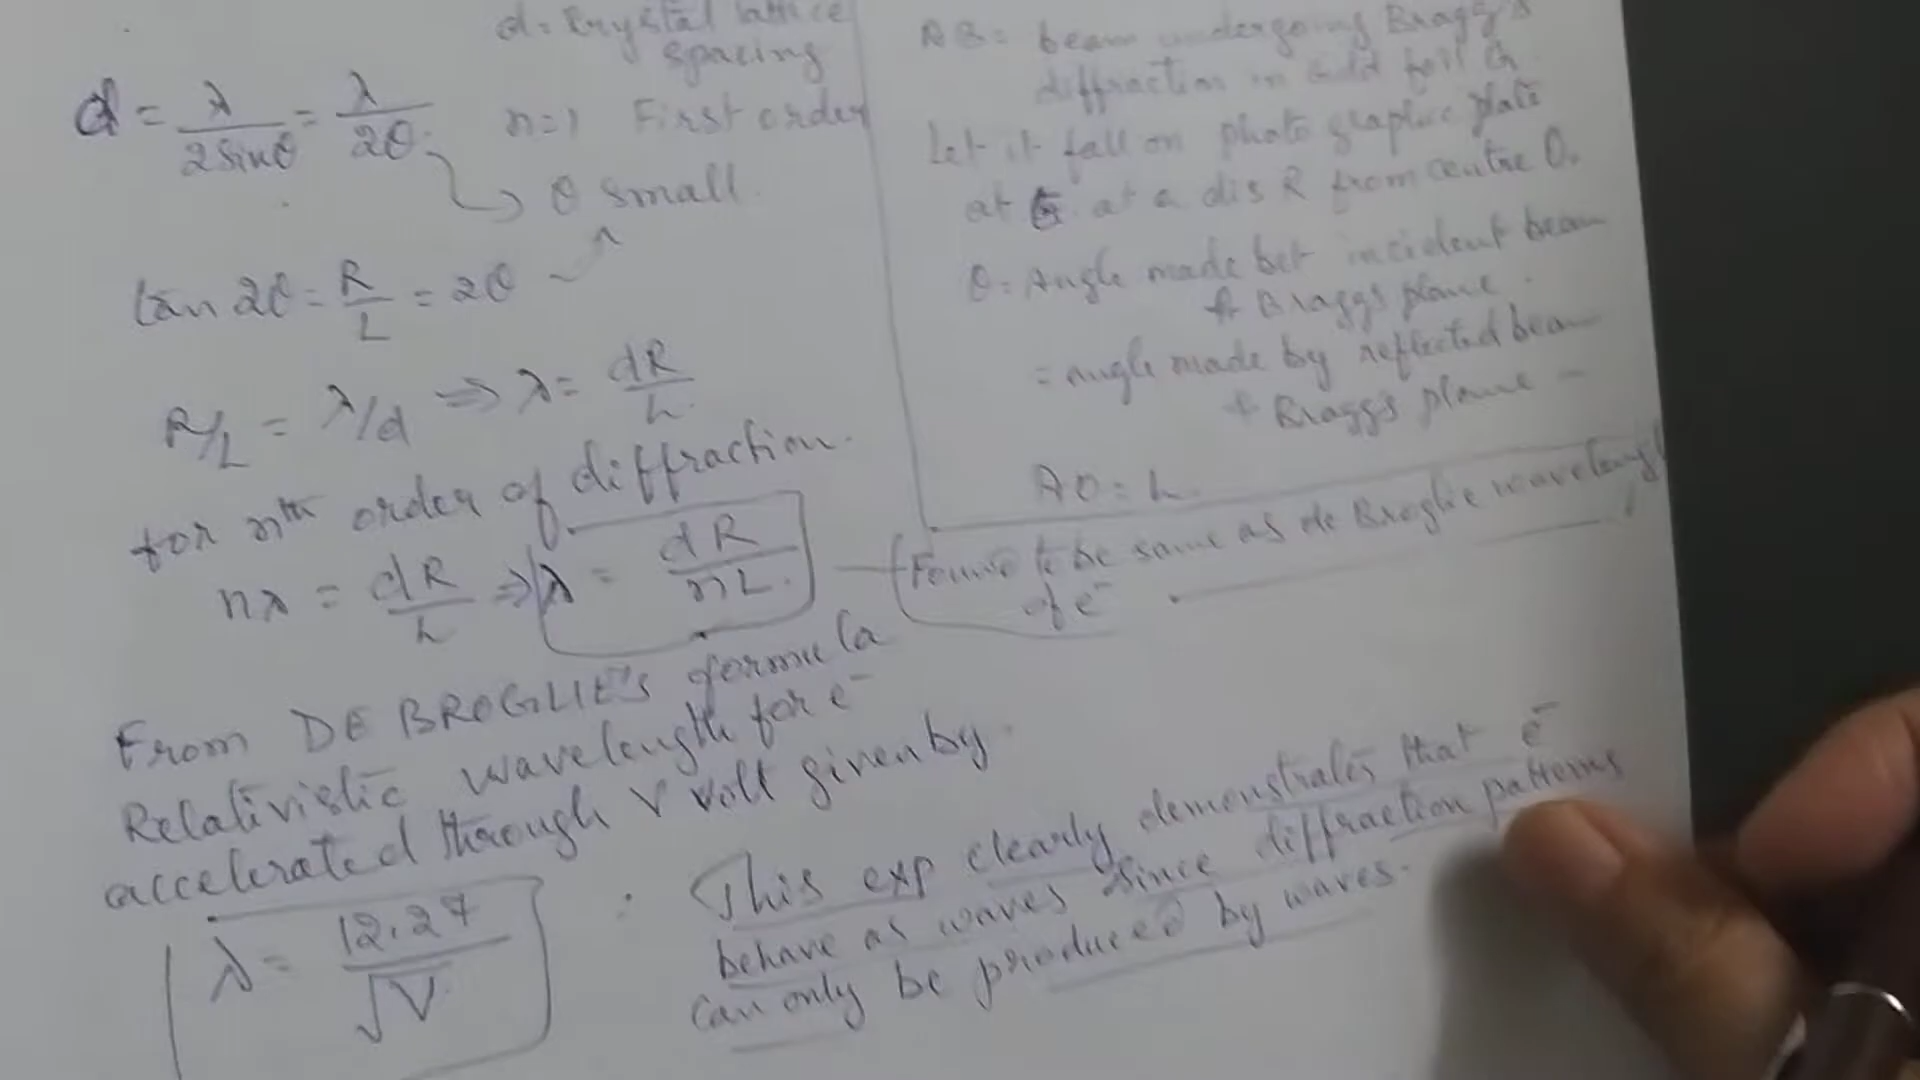 d = Crystal lattice
spacing
d = λ/2sinθ = λ/2θ
n=1 First order
θ small
tan 2θ = R/L = 2θ
R/L = λ/d ⇒ λ = dR/L
for nth order of diffraction.
nλ = dR/L ⇒ λ = dR/nL
From DE BROGLIE's formula
Relativistic wavelength for e⁻
accelerated through V volt given by
λ = 12.27/√V
AB = beam undergoing Bragg's
diffraction in Gold foil G
Let it fall on photographic plate
at at a dis R from centre O.
θ = Angle made bet incident beam
& Braggs plane.
= angle made by reflected beam
& Braggs plane
AO = L
Found to be same as de Broglie wavelength
of e⁻
This exp clearly demonstrates that e⁻
behave as waves since diffraction patterns
can only be produced by waves.